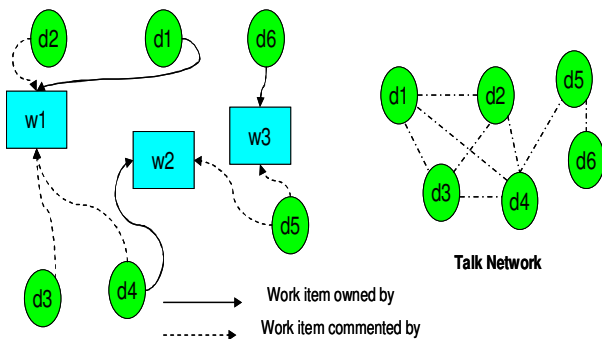 d2
d1
d6
w1
w2
w3
d5
d3
d4
Work item owned by
Work item commented by
d1
d2
d5
d3
d4
d6
Talk Network